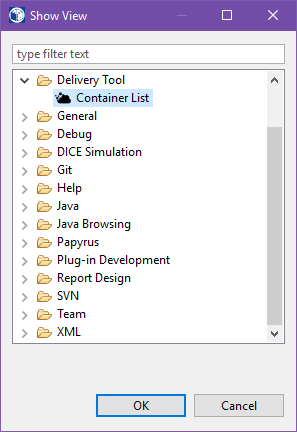 Show View
type filter text
Delivery Tool
Container List
General
Debug
DICE Simulation
Git
Help
Java
Java Browsing
Papyrus
Plug-in Development
Report Design
SVN
Team
XML
OK Cancel